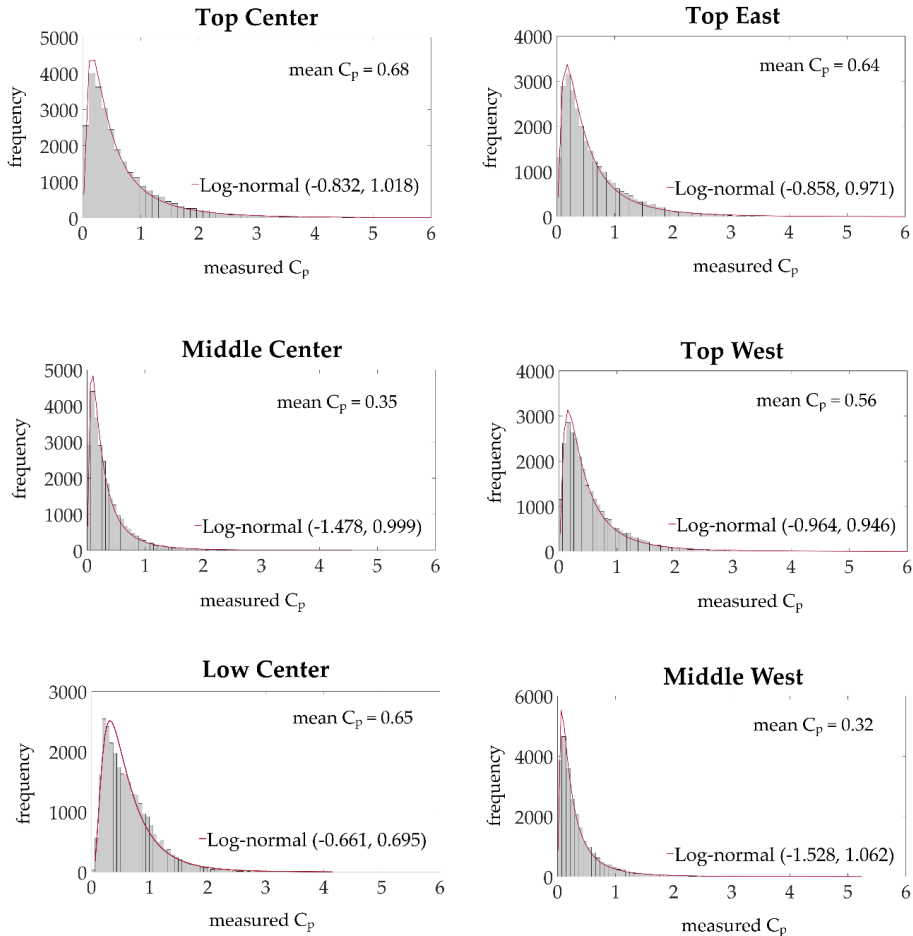 Top Center
5000
4000
3000
2000
1000
0
frequency
mean Cₚ = 0.68
Log-normal (-0.832, 1.018)
0 1 2 3 4 5 6
measured Cₚ
Top East
4000
3000
2000
1000
0
frequency
mean Cₚ = 0.64
Log-normal (-0.858, 0.971)
0 1 2 3 4 5 6
measured Cₚ
Middle Center
5000
4000
3000
2000
1000
0
frequency
mean Cₚ = 0.35
Log-normal (-1.478, 0.999)
0 1 2 3 4 5 6
measured Cₚ
Top West
4000
3000
2000
1000
0
frequency
mean Cₚ = 0.56
Log-normal (-0.964, 0.946)
0 1 2 3 4 5 6
measured Cₚ
Low Center
3000
2000
1000
0
frequency
mean Cₚ = 0.65
Log-normal (-0.661, 0.695)
0 1 2 3 4 5 6
measured Cₚ
Middle West
6000
4000
2000
0
frequency
mean Cₚ = 0.32
Log-normal (-1.528, 1.062)
0 1 2 3 4 5 6
measured Cₚ